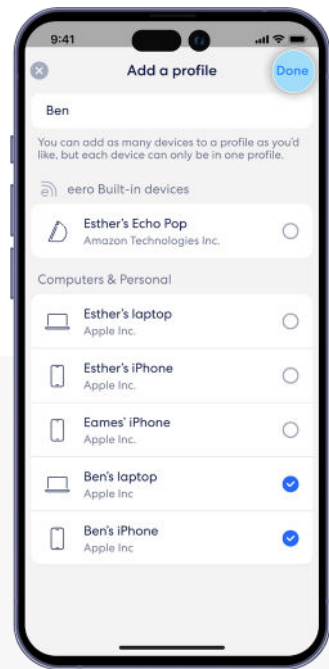 9:41
Add a profile
Done
Ben
You can add as many devices to a profile as you'd
like, but each device can only be in one profile.
eero Built-in devices
Esther's Echo Pop
Amazon Technologies Inc.
Computers & Personal
Esther's laptop
Apple Inc.
Esther's iPhone
Apple Inc.
Eames' iPhone
Apple Inc.
Ben's laptop
Apple Inc
Ben's iPhone
Apple Inc